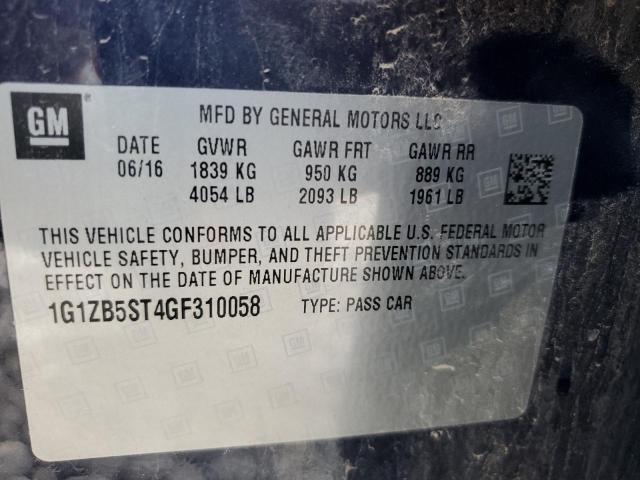 GM
MFD BY GENERAL MOTORS LLC
DATE GVWR GAWR FRT GAWR RR
06/16 1839 KG 950 KG 889 KG
4054 LB 2093 LB 1961 LB
THIS VEHICLE CONFORMS TO ALL APPLICABLE U.S. FEDERAL MOTOR
VEHICLE SAFETY, BUMPER, AND THEFT PREVENTION STANDARDS IN
EFFECT ON THE DATE OF MANUFACTURE SHOWN ABOVE.
1G1ZB5ST4GF310058 TYPE: PASS CAR